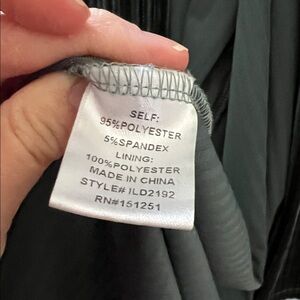 SELF:
95%POLYESTER
5%SPANDEX
LINING:
100%POLYESTER
MADE IN CHINA
STYLE# ILD2192
RN#151251